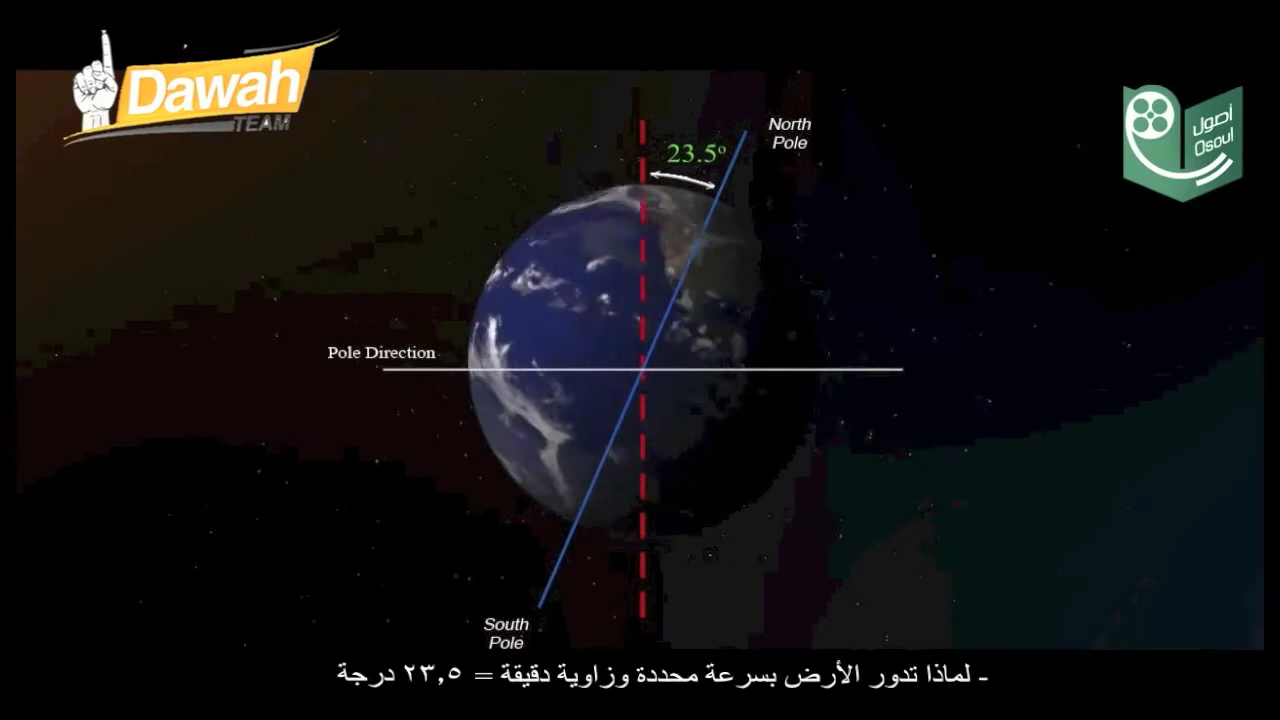 Dawah
TEAM
أصول
Osoul
North
Pole
23.5°
Pole Direction
South
Pole
- لماذا تدور الأرض بسرعة محددة وزاوية دقيقة = ٢٣,٥ درجة